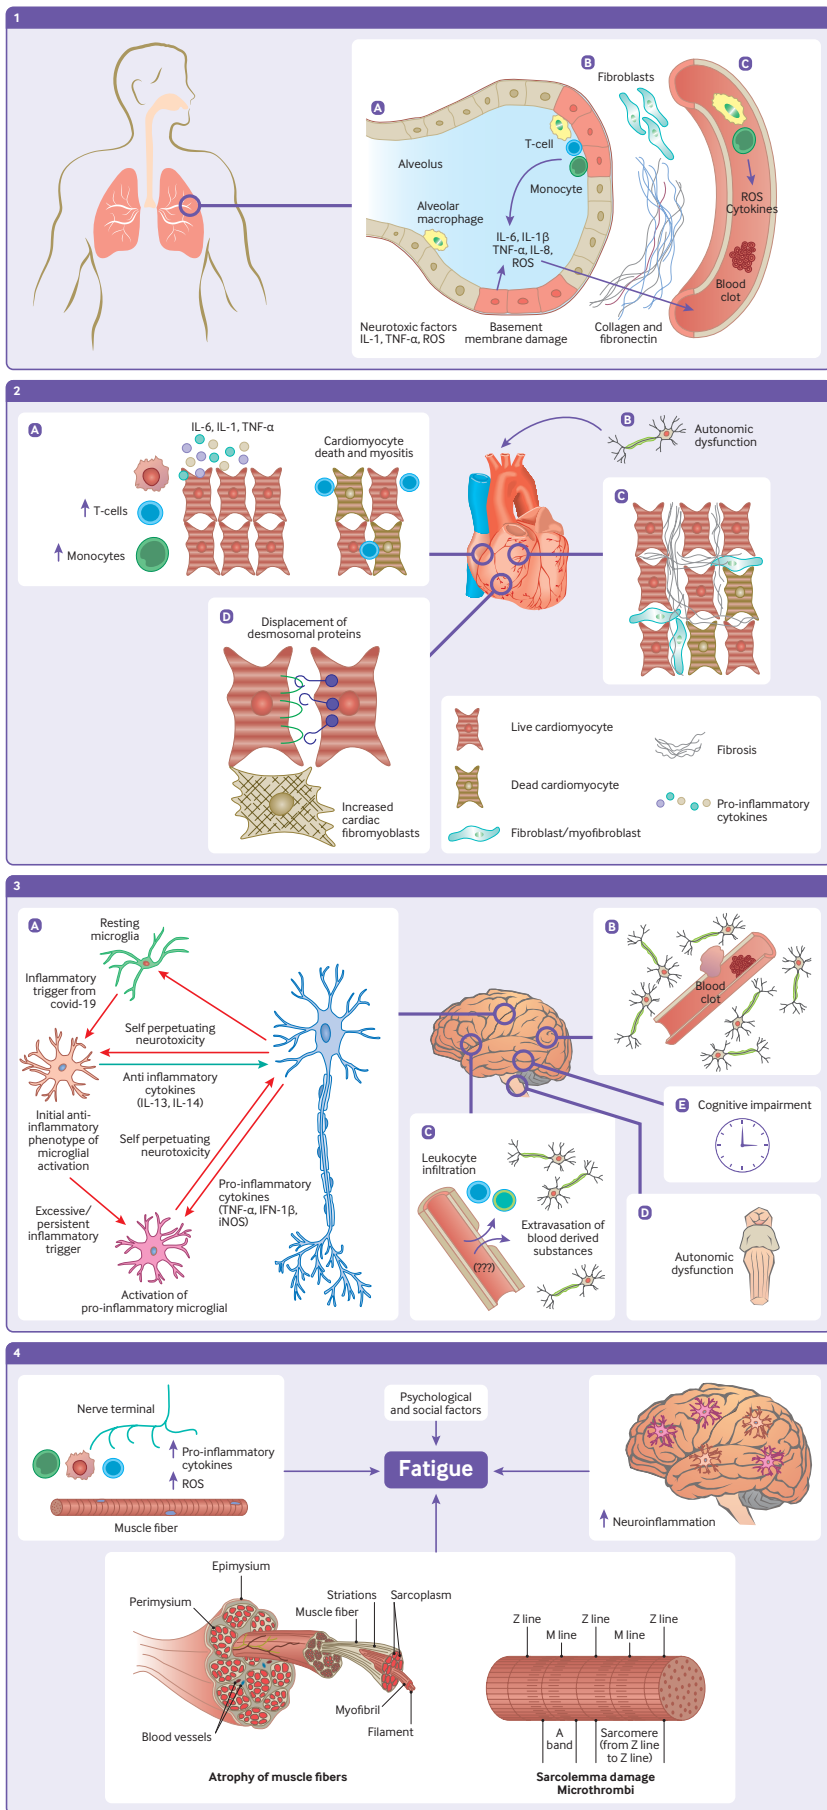 1
A
B
C
Fibroblasts
T-cell
Alveolus
Monocyte
Alveolar
macrophage
IL-6, IL-1β
TNF-α, IL-8,
ROS
ROS
Cytokines
Blood
clot
Neurotoxic factors
IL-1, TNF-α, ROS
Basement
membrane damage
Collagen and
fibronectin
2
A
IL-6, IL-1, TNF-α
Cardiomyocyte
death and myositis
T-cells
Monocytes
B
Autonomic
dysfunction
C
D
Displacement of
desmosomal proteins
Increased
cardiac
fibromyoblasts
Live cardiomyocyte
Fibrosis
Dead cardiomyocyte
Pro-inflammatory
cytokines
Fibroblast/myofibroblast
3
A
Resting
microglia
Inflammatory
trigger from
covid-19
Self perpetuating
neurotoxicity
Anti inflammatory
cytokines
(IL-13, IL-14)
Initial anti-
inflammatory
phenotype of
microglial
activation
Self perpetuating
neurotoxicity
Pro-inflammatory
cytokines
(TNF-α, IFN-1β,
iNOS)
Excessive/
persistent
inflammatory
trigger
Activation of
pro-inflammatory microglial
B
Blood
clot
E
Cognitive impairment
C
Leukocyte
infiltration
Extravasation of
blood derived
substances
(???)
D
Autonomic
dysfunction
4
Nerve terminal
Pro-inflammatory
cytokines
ROS
Muscle fiber
Psychological
and social factors
Fatigue
Neuroinflammation
Epimysium
Perimysium
Striations
Sarcoplasm
Muscle fiber
Myofibril
Filament
Blood vessels
Atrophy of muscle fibers
Z line
Z line
Z line
M line
M line
A
band
Sarcomere
(from Z line
to Z line)
Sarcolemma damage
Microthrombi